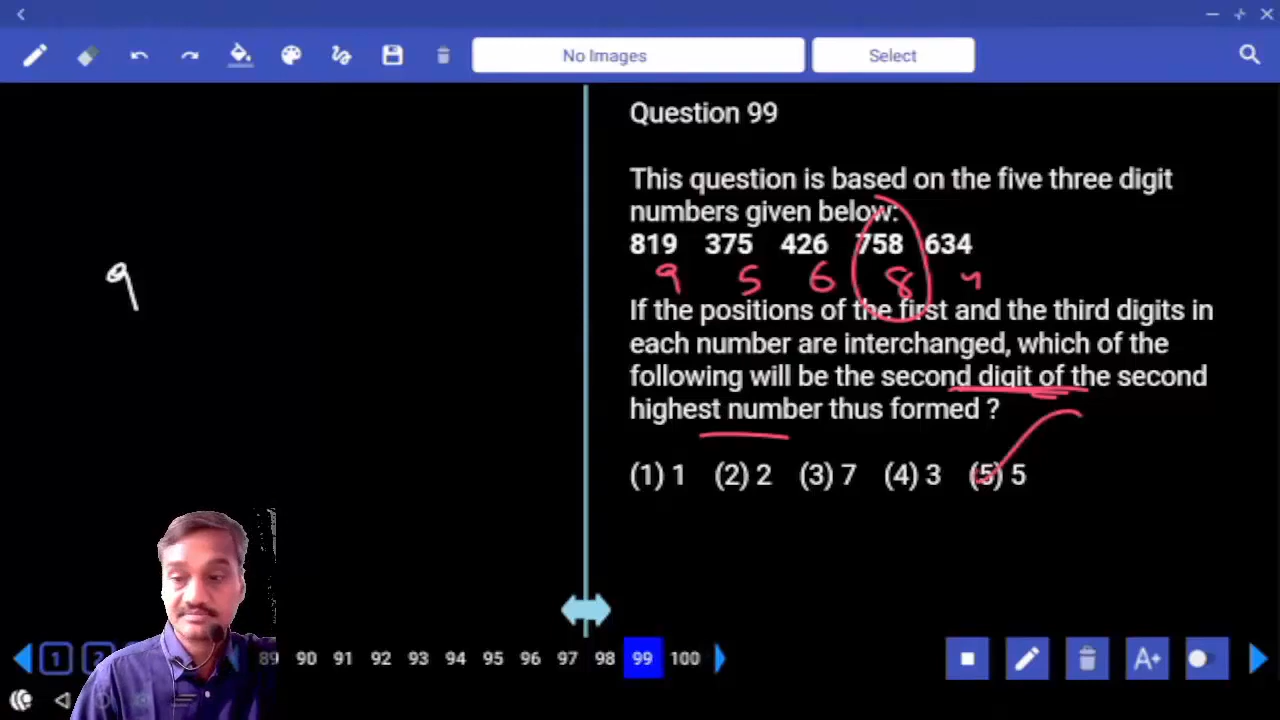 No Images
Select
Question 99
This question is based on the five three digit
numbers given below:
819 375 426 758 634
9 5 6 8 4
9
If the positions of the first and the third digits in
each number are interchanged, which of the
following will be the second digit of the second
highest number thus formed ?
(1) 1 (2) 2 (3) 7 (4) 3 (5) 5
1 2 89 90 91 92 93 94 95 96 97 98 99 100
A+